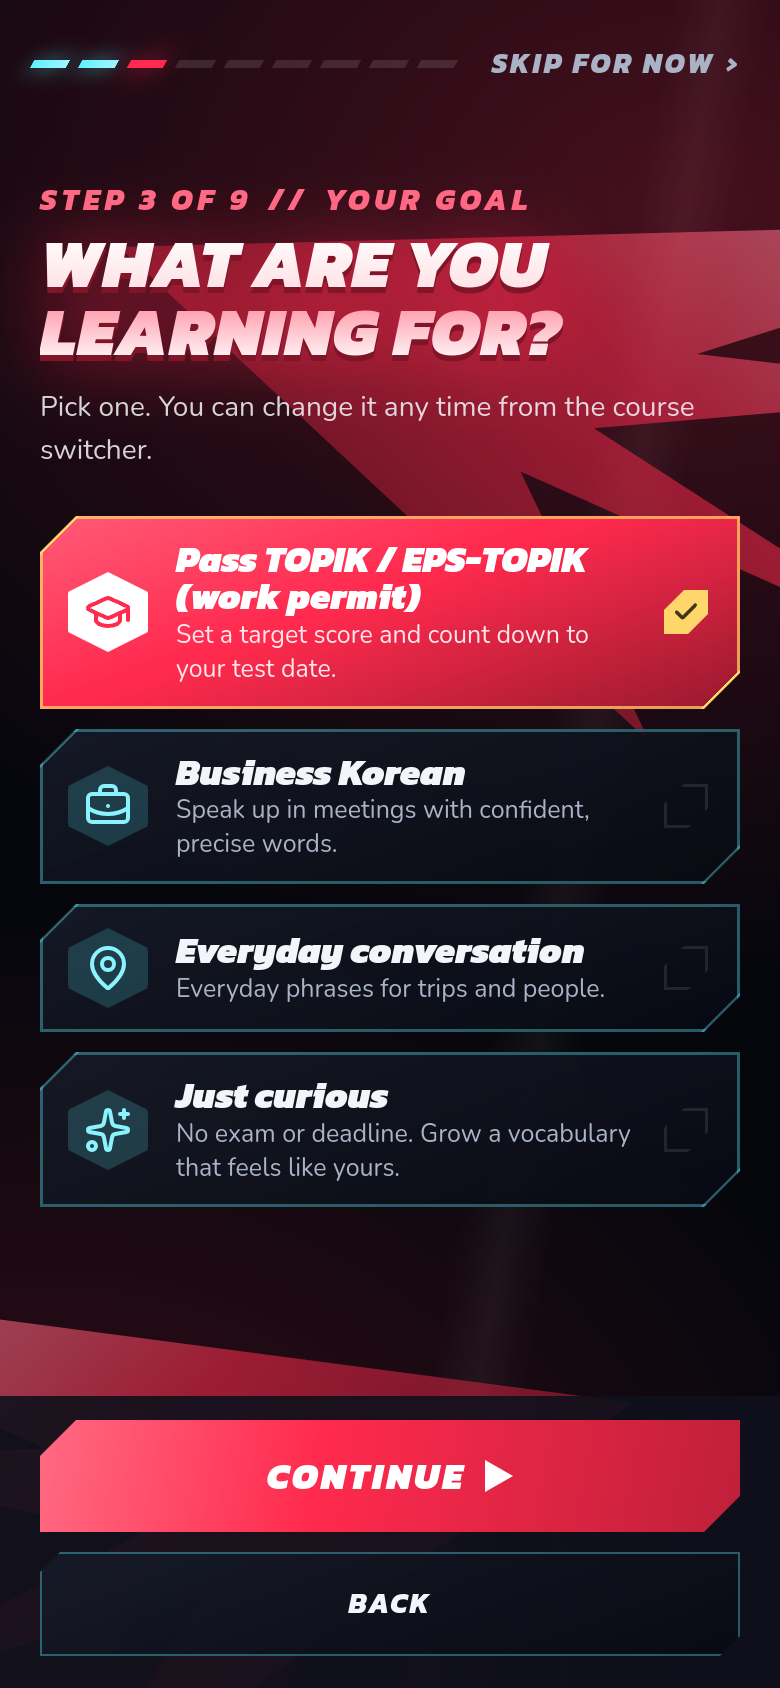 SKIP FOR NOW ›
STEP 3 OF 9 // YOUR GOAL
WHAT ARE YOU
LEARNING FOR?
Pick one. You can change it any time from the course
switcher.
Pass TOPIK / EPS-TOPIK
(work permit)
Set a target score and count down to
your test date.
Business Korean
Speak up in meetings with confident,
precise words.
Everyday conversation
Everyday phrases for trips and people.
Just curious
No exam or deadline. Grow a vocabulary
that feels like yours.
CONTINUE
BACK